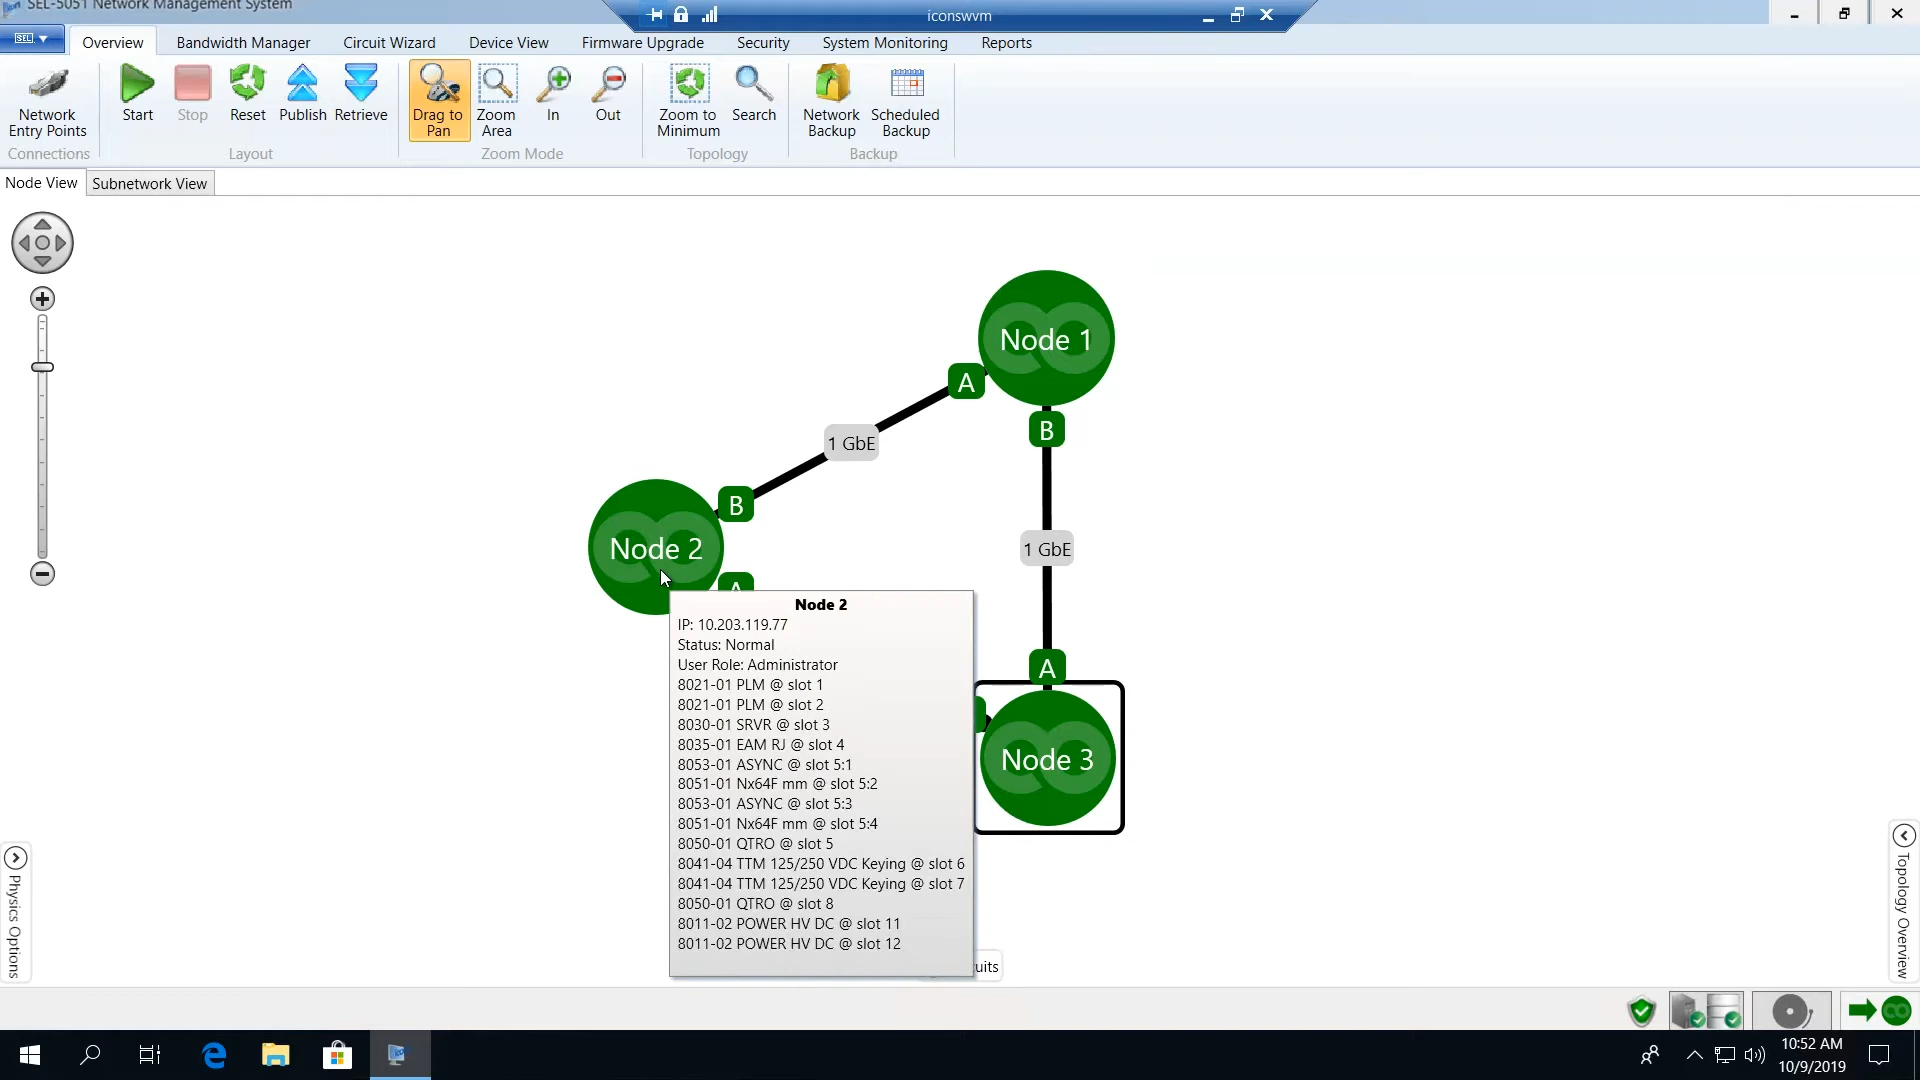 SEL-5051 Network Management System
iconswvm
SEL
Overview
Bandwidth Manager
Circuit Wizard
Device View
Firmware Upgrade
Security
System Monitoring
Reports
Network
Entry Points
Start
Stop
Reset
Publish
Retrieve
Drag to
Pan
Zoom
Area
In
Out
Zoom to
Minimum
Search
Network
Backup
Scheduled
Backup
Connections
Layout
Zoom Mode
Topology
Backup
Node View
Subnetwork View
Node 1
A
B
1 GbE
B
Node 2
1 GbE
A
A
Node 3
Node 2
IP: 10.203.119.77
Status: Normal
User Role: Administrator
8021-01 PLM @ slot 1
8021-01 PLM @ slot 2
8030-01 SRVR @ slot 3
8035-01 EAM RJ @ slot 4
8053-01 ASYNC @ slot 5:1
8051-01 Nx64F mm @ slot 5:2
8053-01 ASYNC @ slot 5:3
8051-01 Nx64F mm @ slot 5:4
8050-01 QTRO @ slot 5
8041-04 TTM 125/250 VDC Keying @ slot 6
8041-04 TTM 125/250 VDC Keying @ slot 7
8050-01 QTRO @ slot 8
8011-02 POWER HV DC @ slot 11
8011-02 POWER HV DC @ slot 12
uits
Physics Options
Topology Overview
10:52 AM
10/9/2019